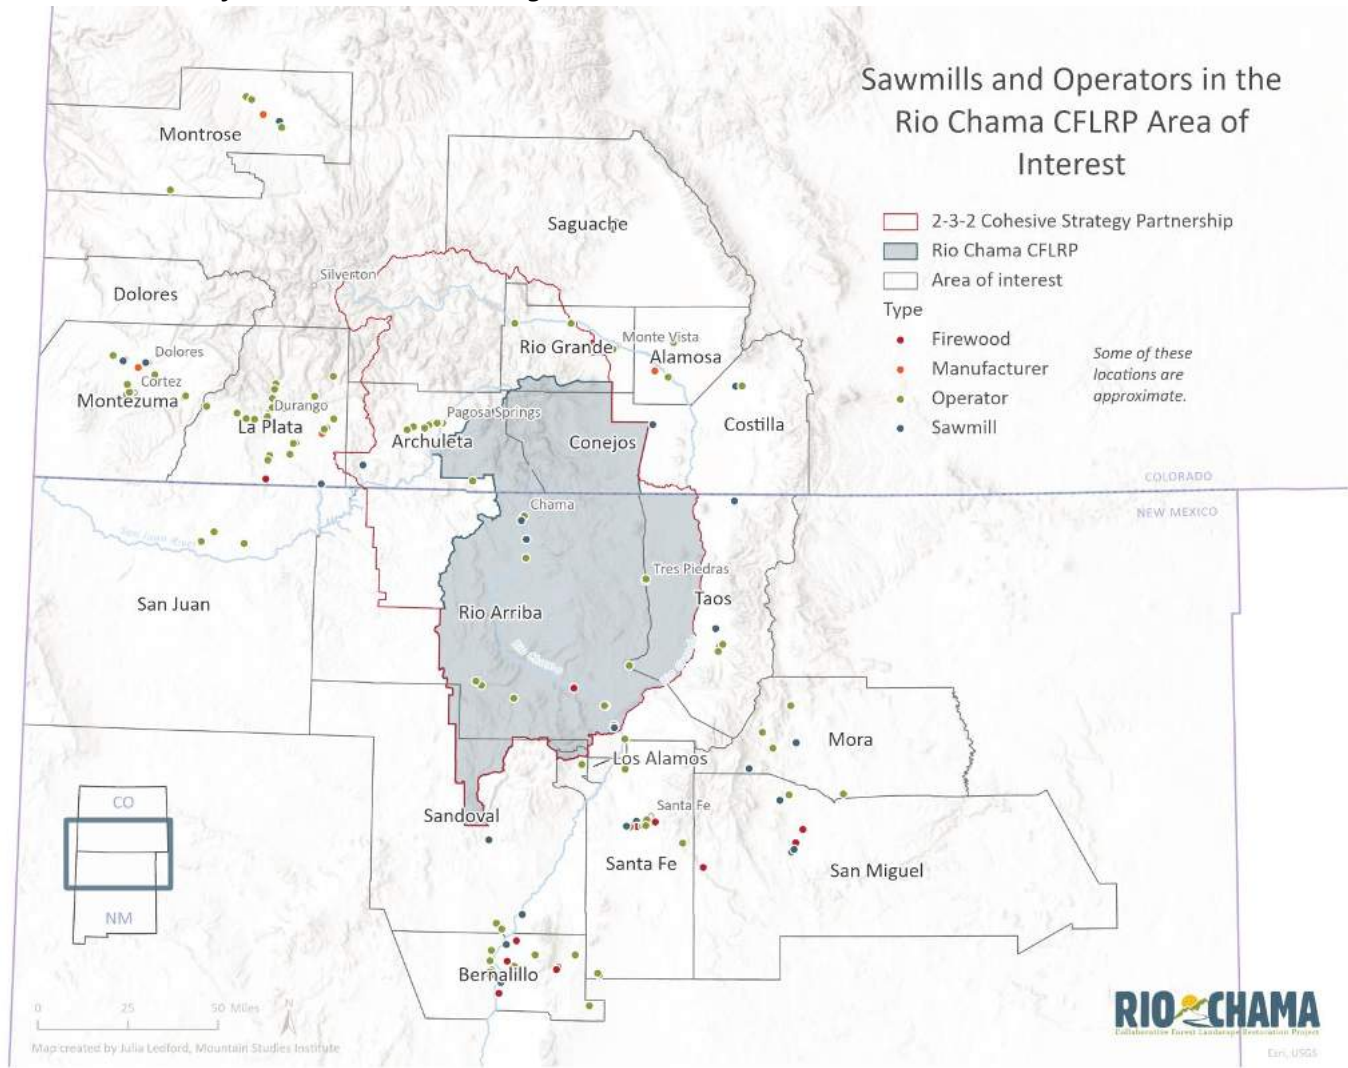 Sawmills and Operators in the
Rio Chama CFLRP Area of
Interest
2-3-2 Cohesive Strategy Partnership
Rio Chama CFLRP
Area of interest
Type
Firewood
Manufacturer
Operator
Sawmill
Some of these
locations are
approximate.
Montrose
Saguache
Silverton
Dolores
Dolores
Cortez
Montezuma
Durango
La Plata
Rio Grande
Monte Vista
Alamosa
Pagosa Springs
Archuleta
Conejos
Costilla
COLORADO
NEW MEXICO
Chama
San Juan River
Tres Piedras
San Juan
Rio Arriba
Taos
Rio Chama
Mora
Los Alamos
Santa Fe
Sandoval
Santa Fe
San Miguel
Bernalillo
CO
NM
0 25 50 Miles
N
Map created by Julia Ledford, Mountain Studies Institute
RIO CHAMA
Collaborative Forest Landscape Restoration Project
Esri, USGS